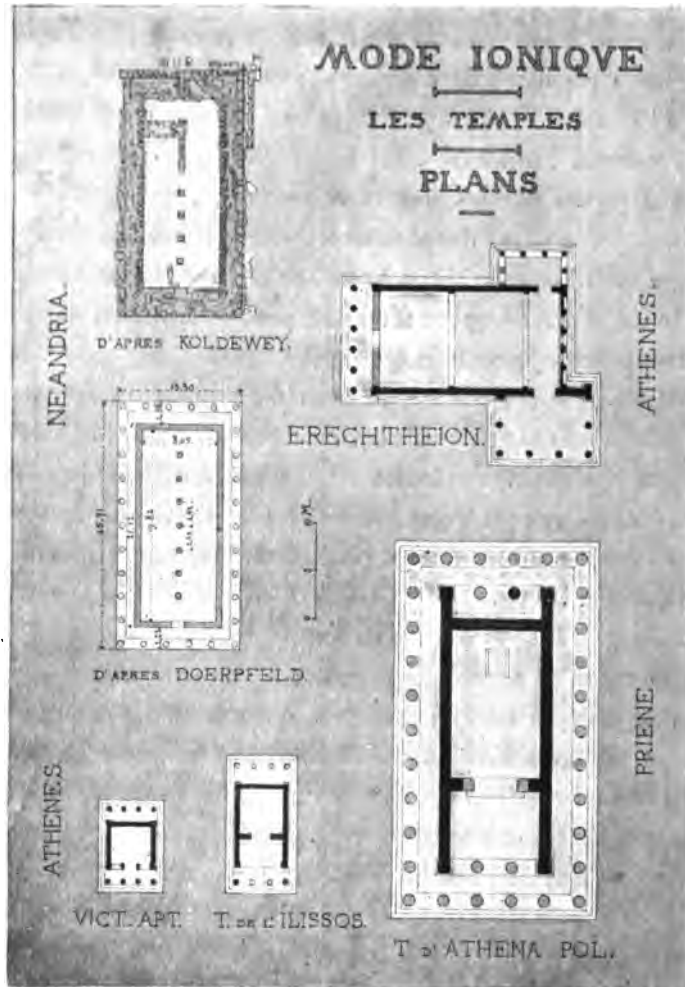 MODE IONIQVE
LES TEMPLES
PLANS
MUR
NEANDRIA.
D'APRES KOLDEWEY.
ATHENES.
ERECHTHEION.
D'APRES DOERPFELD.
PRIENE
ATHENES.
VICT. APT.
T. DE L'ILISSOS.
T D'ATHENA POL.